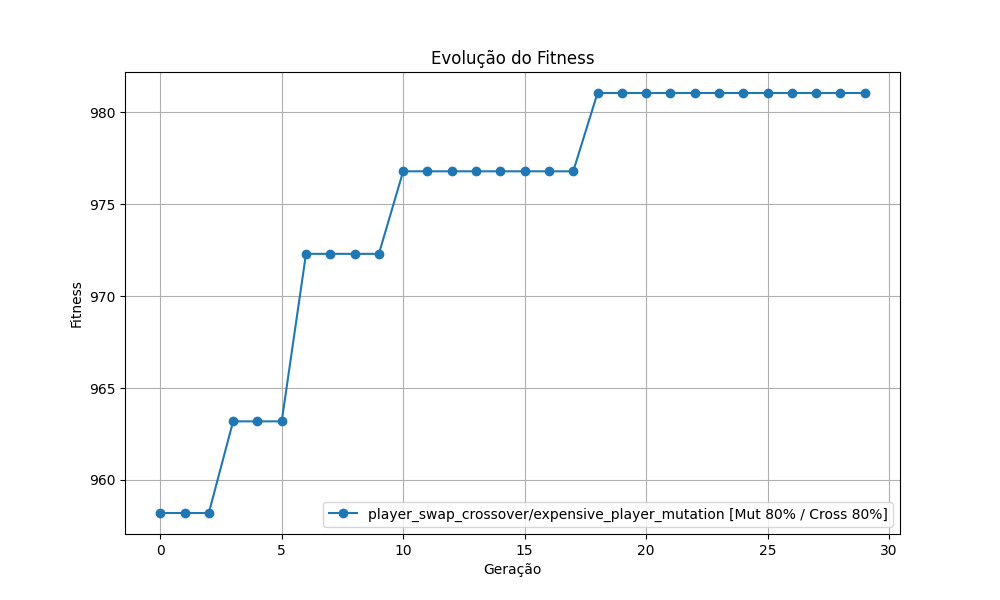 Evolução do Fitness
Fitness
980
975
970
965
960
player_swap_crossover/expensive_player_mutation [Mut 80% / Cross 80%]
0 5 10 15 20 25 30
Geração